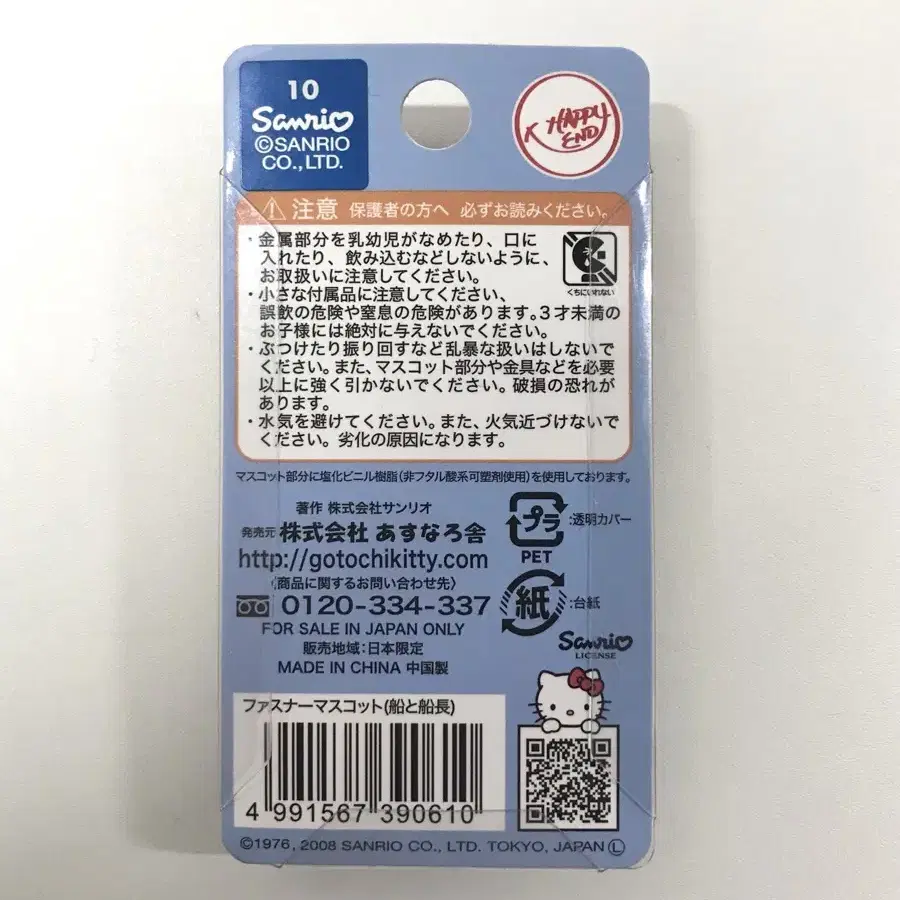 10
Sanrio
©SANRIO
CO.,LTD.
K HAPPY
END
注意 保護者の方へ 必ずお読みください。
・金属部分を乳幼児がなめたり、口に
入れたり、飲み込むなどしないように、
お取扱いに注意してください。
くちにいれない
・小さな付属品に注意してください、
誤飲の危険や窒息の危険があります。3才未満の
お子様には絶対に与えないでください。
・ぶつけたり振り回すなど乱暴な扱いはしないで
ください。また、マスコット部分や金具などを必要
以上に強く引かないでください。破損の恐れが
あります。
・水気を避けてください。また、火気近づけないで
ください。劣化の原因になります。
マスコット部分に塩化ビニル樹脂(非フタル酸系可塑剤使用)を使用しております。
著作 株式会社サンリオ
発売元 株式会社 あすなろ舎
http://gotochikitty.com
〈商品に関するお問い合わせ先〉
0120-334-337
FOR SALE IN JAPAN ONLY
販売地域:日本限定
MADE IN CHINA 中国製
プラ :透明カバー
PET
紙 :台紙
Sanrio
LICENSE
ファスナーマスコット(船と船長)
4 991567 390610
©1976, 2008 SANRIO CO., LTD. TOKYO, JAPAN Ⓛ